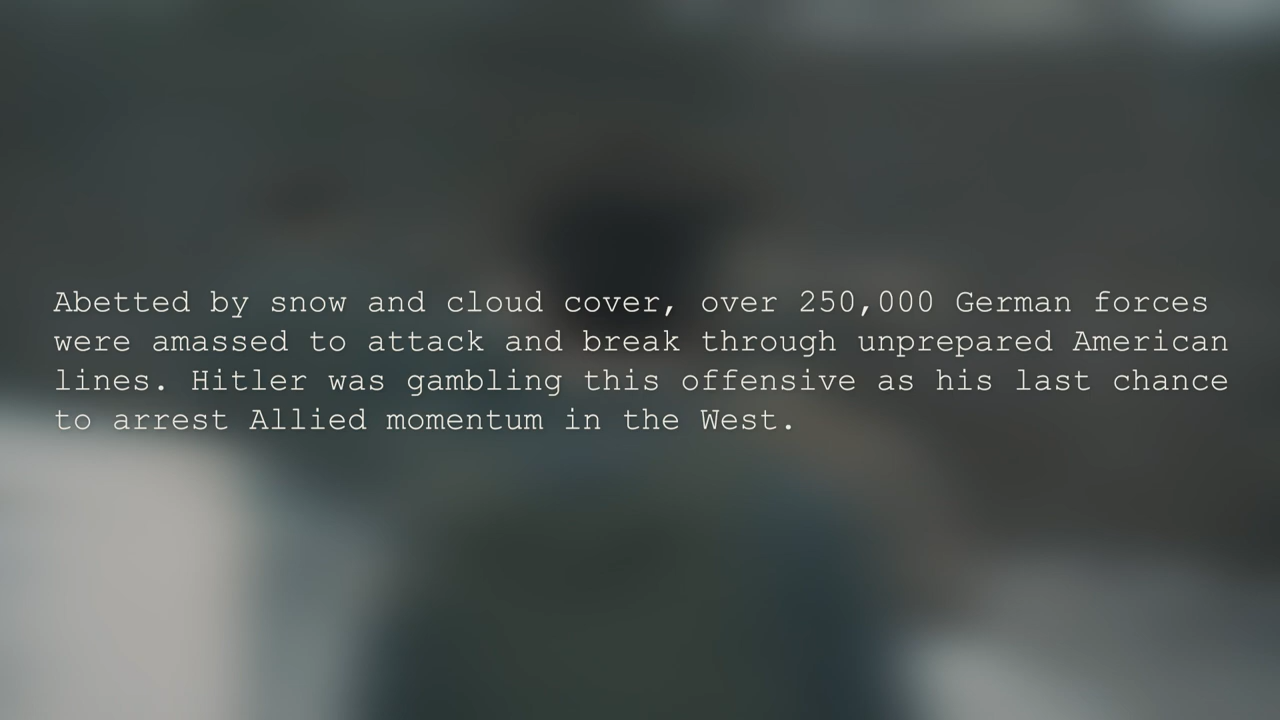 Abetted by snow and cloud cover, over 250,000 German forces
were amassed to attack and break through unprepared American
lines. Hitler was gambling this offensive as his last chance
to arrest Allied momentum in the West.